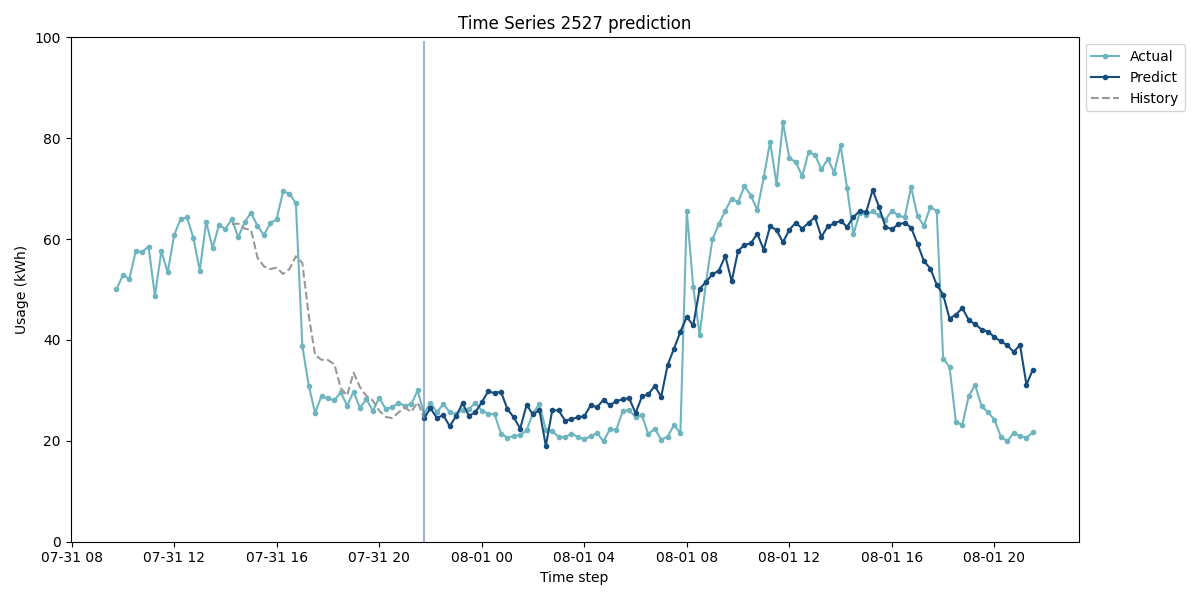 Time Series 2527 prediction
Usage (kWh)
100
80
60
40
20
0
07-31 08
07-31 12
07-31 16
07-31 20
08-01 00
08-01 04
08-01 08
08-01 12
08-01 16
08-01 20
Time step
Actual
Predict
History